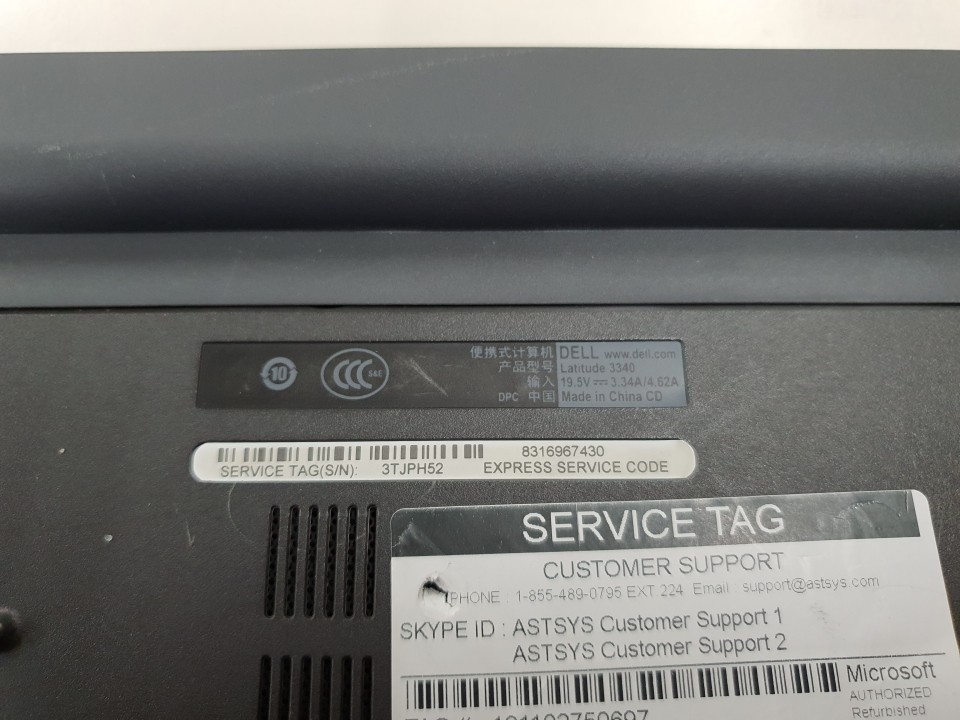 10
CCC
S&E
便携式计算机 DELL www.dell.com
产品型号 Latitude 3340
输入 19.5V⎓3.34A/4.62A
DPC 中国 Made in China CD
8316967430
SERVICE TAG(S/N): 3TJPH52 EXPRESS SERVICE CODE
SERVICE TAG
CUSTOMER SUPPORT
PHONE 1-855-489-0795 EXT 224 Email : support@astsys.com
SKYPE ID : ASTSYS Customer Support 1
ASTSYS Customer Support 2
Microsoft
AUTHORIZED
Refurbished